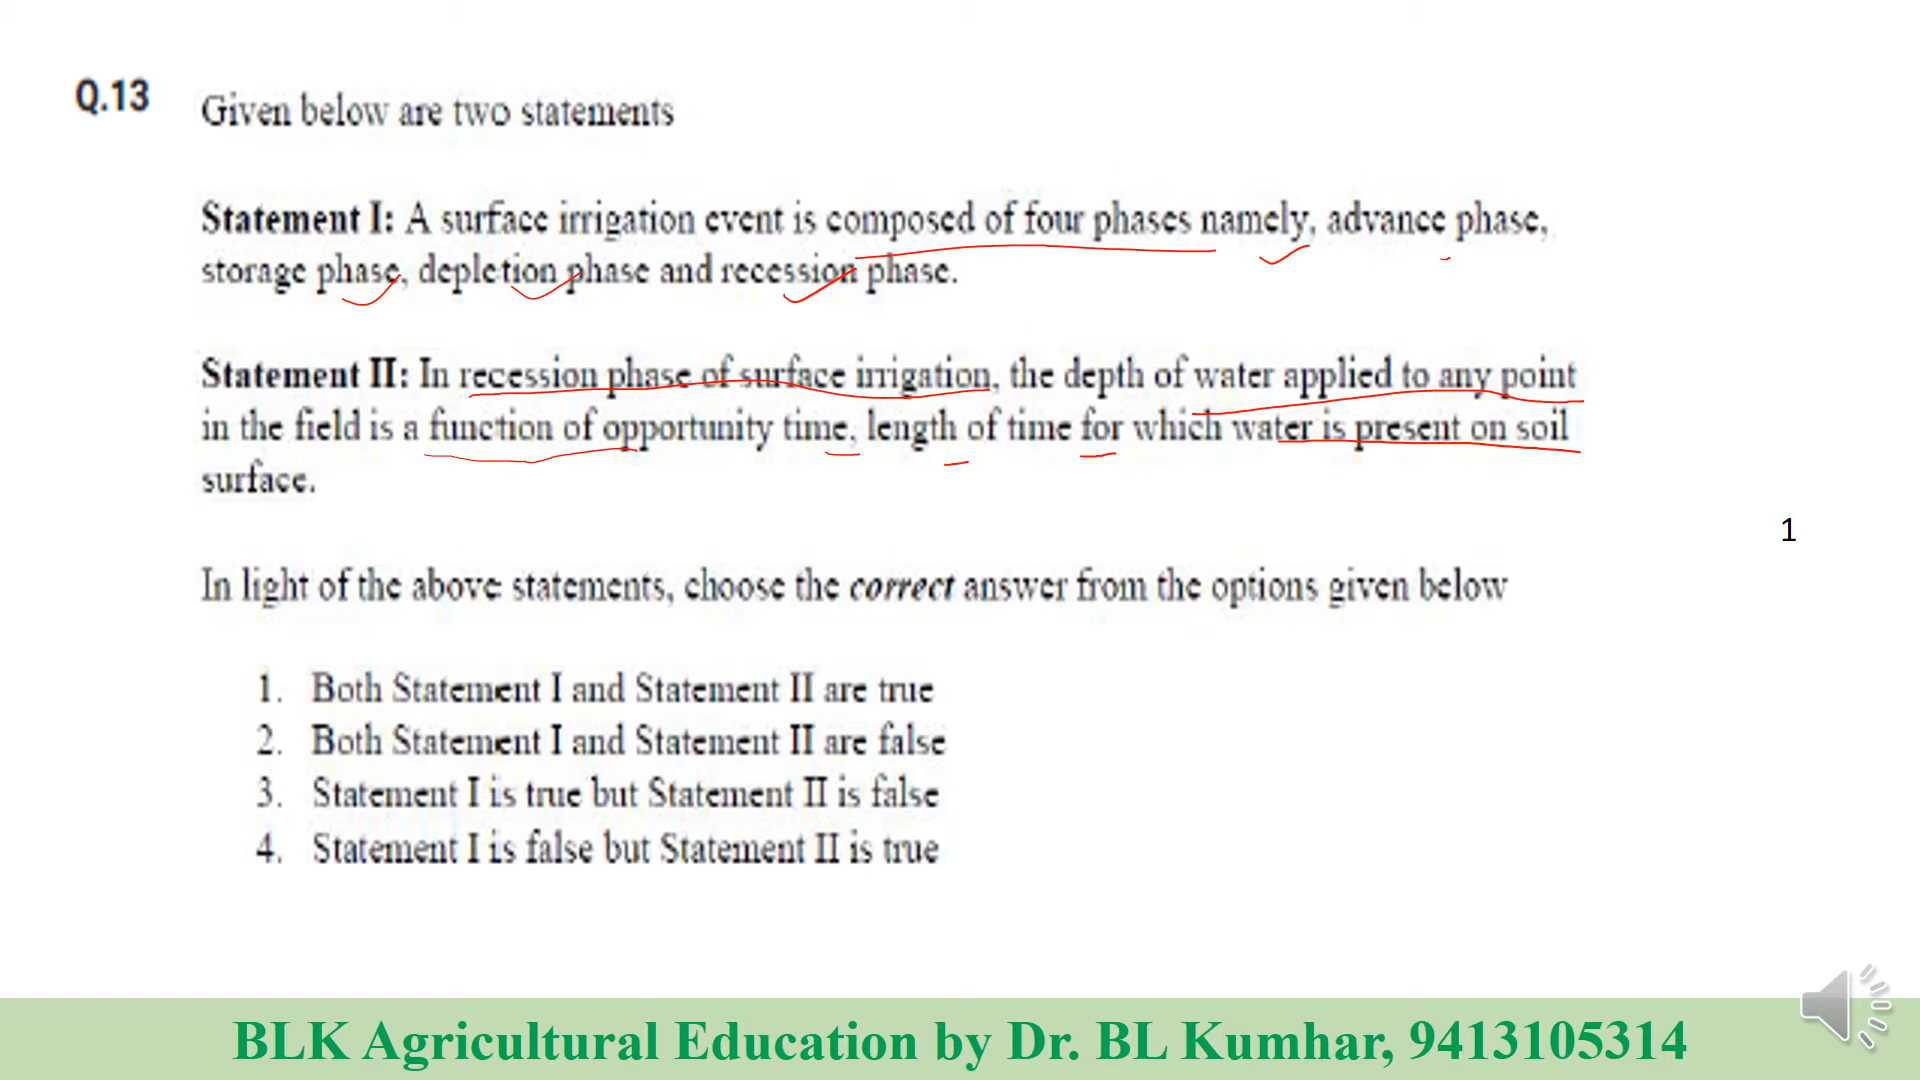 Q.13 Given below are two statements
Statement I: A surface irrigation event is composed of four phases namely, advance phase,
storage phase, depletion phase and recession phase.
Statement II: In recession phase of surface irrigation, the depth of water applied to any point
in the field is a function of opportunity time, length of time for which water is present on soil
surface.
1
In light of the above statements, choose the correct answer from the options given below
1. Both Statement I and Statement II are true
2. Both Statement I and Statement II are false
3. Statement I is true but Statement II is false
4. Statement I is false but Statement II is true
BLK Agricultural Education by Dr. BL Kumhar, 9413105314